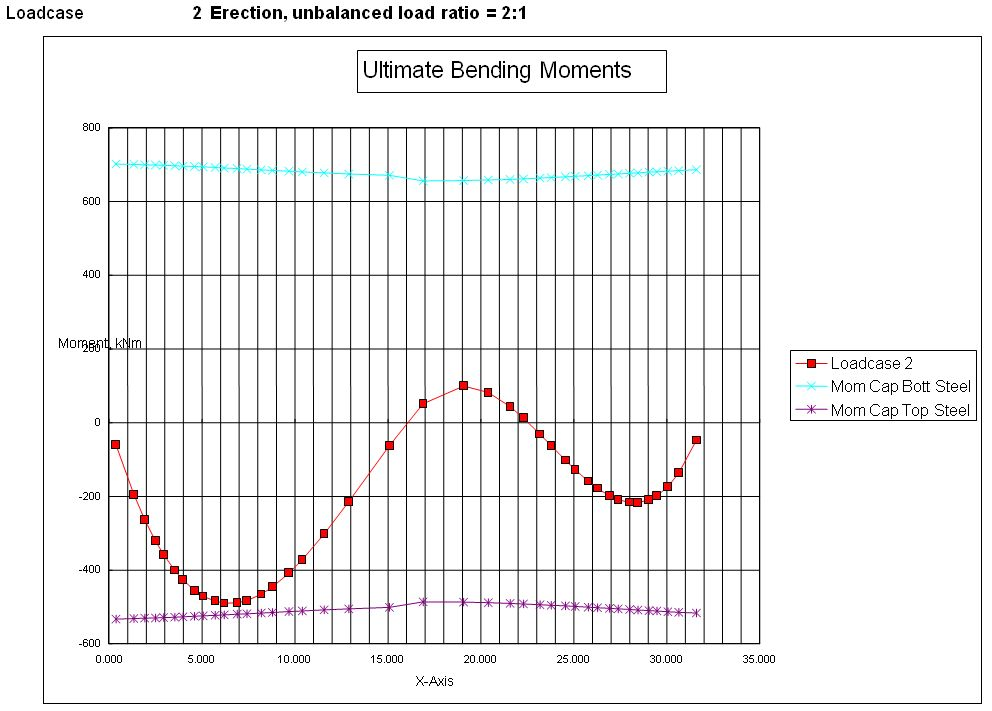 Loadcase 2 Erection, unbalanced load ratio = 2:1
Ultimate Bending Moments
800
600
400
Moment, kNm
200
0
-200
-400
-600
0.000 5.000 10.000 15.000 20.000 25.000 30.000 35.000
X-Axis
Loadcase 2
Mom Cap Bott Steel
Mom Cap Top Steel